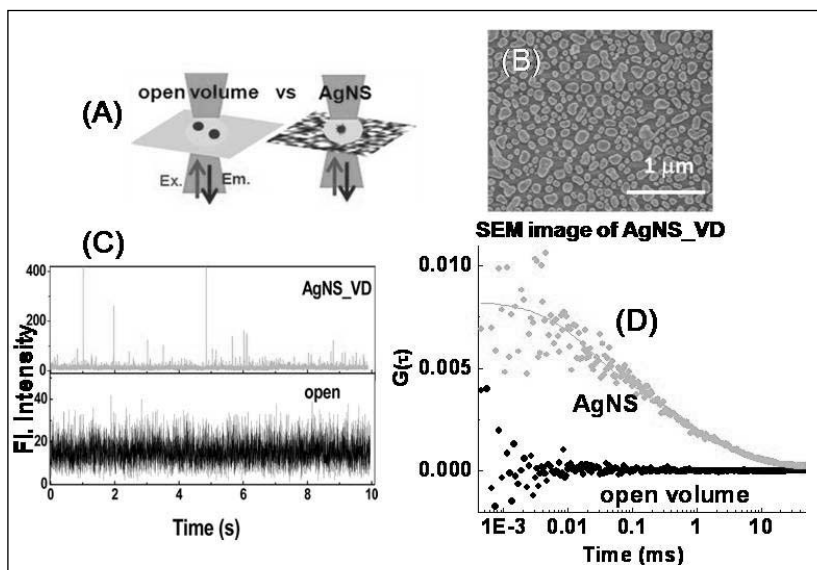 (A)
open volume vs AgNS
Ex.
Em.
(B)
1 μm
SEM image of AgNS_VD
(C)
Fl. Intensity
400
200
0
AgNS_VD
40
20
0
open
0 2 4 6 8 10
Time (s)
(D)
G(τ)
0.010
0.005
0.000
AgNS
open volume
1E-3 0.01 0.1 1 10
Time (ms)